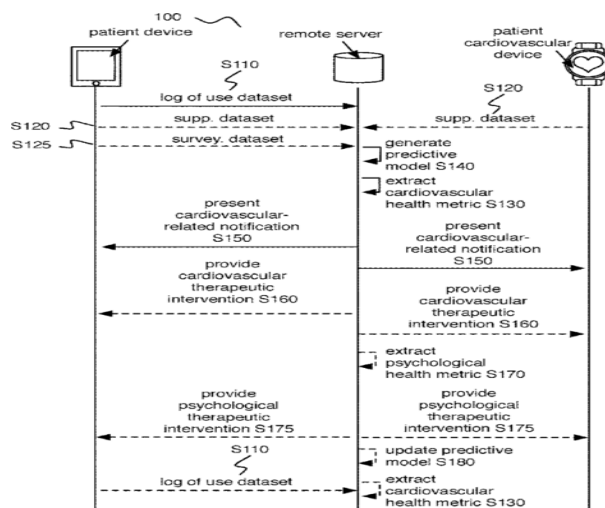 100
patient device
remote server
patient
cardiovascular
device
S110
log of use dataset
S120
S120
supp. dataset
supp. dataset
S125
survey. dataset
generate
predictive
model S140
extract
cardiovascular
health metric S130
present
cardiovascular-
related notification
S150
present
cardiovascular-
related notification
S150
provide
cardiovascular
therapeutic
intervention S160
provide
cardiovascular
therapeutic
intervention S160
extract
psychological
health metric S170
provide
psychological
therapeutic
intervention S175
provide
psychological
therapeutic
intervention S175
S110
update predictive
model S180
log of use dataset
extract
cardiovascular
health metric S130